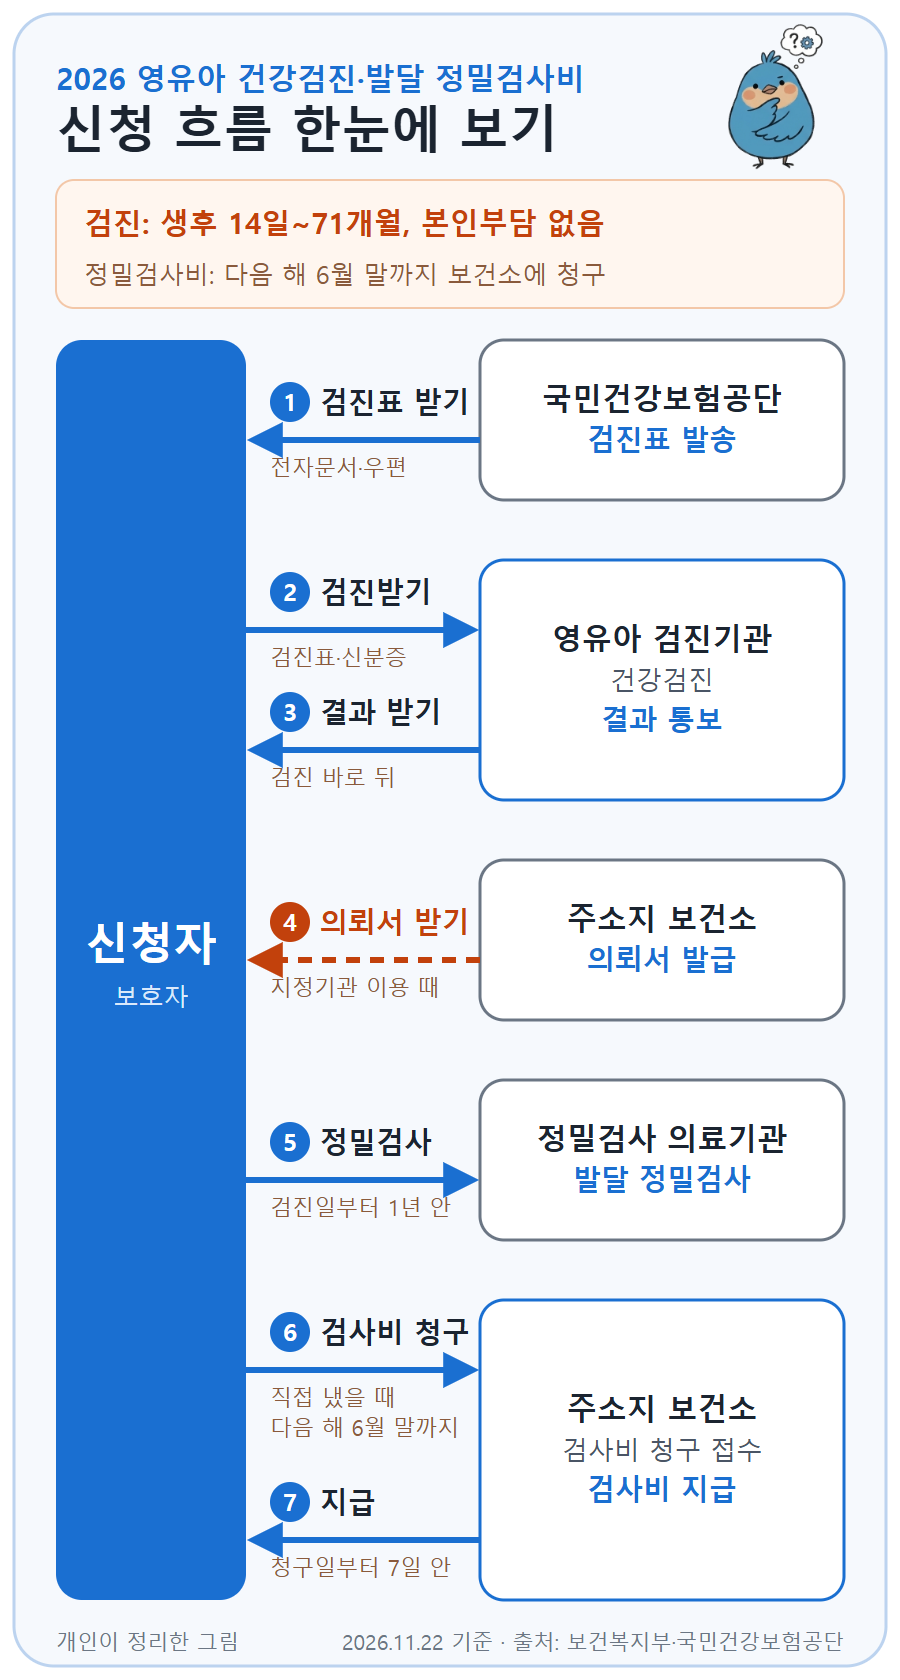 2026 영유아 건강검진·발달 정밀검사비
신청 흐름 한눈에 보기
?
검진: 생후 14일~71개월, 본인부담 없음
정밀검사비: 다음 해 6월 말까지 보건소에 청구
신청자
보호자
1 검진표 받기
전자문서·우편
국민건강보험공단
검진표 발송
2 검진받기
검진표·신분증
3 결과 받기
검진 바로 뒤
영유아 검진기관
건강검진
결과 통보
4 의뢰서 받기
지정기관 이용 때
주소지 보건소
의뢰서 발급
5 정밀검사
검진일부터 1년 안
정밀검사 의료기관
발달 정밀검사
6 검사비 청구
직접 냈을 때
다음 해 6월 말까지
7 지급
청구일부터 7일 안
주소지 보건소
검사비 청구 접수
검사비 지급
개인이 정리한 그림
2026.11.22 기준 · 출처: 보건복지부·국민건강보험공단